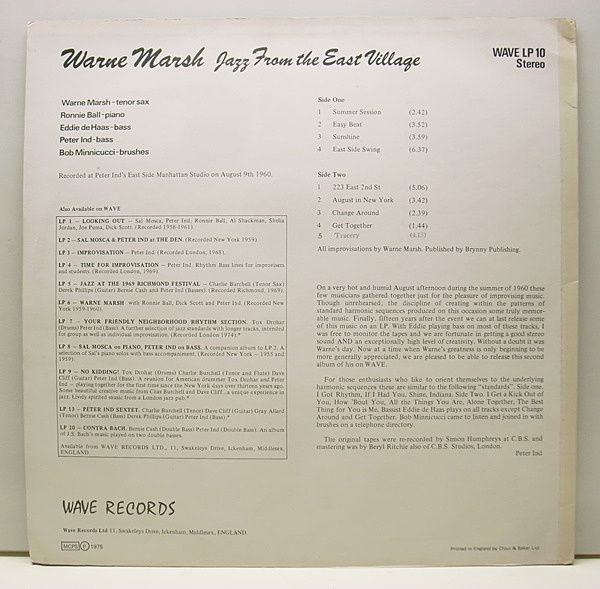 Warne Marsh Jazz From the East Village
WAVE LP 10
Stereo
Warne Marsh - tenor sax
Ronnie Ball - piano
Eddie de Haas - bass
Peter Ind - bass
Bob Minnicucci - brushes
Recorded at Peter Ind's East Side Manhattan Studio on August 9th 1960.
Side One
1 Summer Session (2.42)
2 Easy Beat (3.52)
3 Sunshine (3.59)
4 East Side Swing (6.37)
Side Two
1 223 East 2nd St (5.06)
2 August in New York (3.42)
3 Change Around (2.39)
4 Get Together (1.44)
5 Tracery (4.13)
All improvisations by Warne Marsh. Published by Brynny Publishing.
Also Available on WAVE
LP 1 — LOOKING OUT — Sal Mosca, Peter Ind, Ronnie Ball, Al Shackman, Sheila
Jordan, Joe Puma, Dick Scott. (Recorded 1958-1961).
LP 2 — SAL MOSCA & PETER IND at THE DEN. (Recorded New York 1959).
LP 3 — IMPROVISATION — Peter Ind. (Recorded London, 1968).
LP 4 — TIME FOR IMPROVISATION — Peter Ind. Rhythm Bass lines for improvisers
and students. (Recorded London, 1969).
LP 5 — JAZZ AT THE 1969 RICHMOND FESTIVAL — Charlie Burchell (Tenor Sax)
Derek Phillips (Guitar) Bernie Cash and Peter Ind (Basses). (Recorded Richmond, 1969).
LP 6 — WARNE MARSH with Ronnie Ball, Dick Scott and Peter Ind. (Recorded New
York 1959-1960).
LP 7 — YOUR FRIENDLY NEIGHBORHOOD RHYTHM SECTION. Tox Drohar
(Drums) Peter Ind (Bass). A further selection of jazz standards with longer tracks, intended
for group as well as individual improvisation. (Recorded London 1974).*
LP 8 — SAL MOSCA on PIANO, PETER IND on BASS. A companion album to LP 2. A
selection of Sal's piano solos with bass accompaniment. (Recorded New York — 1955 and
1959).
LP 9 — NO KIDDING! Tox Drohar (Drums) Charlie Burchell (Tenor and Flute) Dave
Cliff (Guitar) Peter Ind (Bass). A reunion for American drummer Tox Drohar and Peter
Ind — playing together for the first time since the New York days over thirteen years ago.
Some beautiful creative music from Chas Burchell and Dave Cliff...a unique experience in
jazz. Lively spirited music from a London jazz pub.*
LP 13 — PETER IND SEXTET. Charlie Burchell (Tenor) Dave Cliff (Guitar) Gray Allard
(Tenor) Bernie Cash (Bass) Derek Phillips (Guitar) Peter Ind (Bass).*
LP 20 — CONTRA BACH. Bernie Cash (Double Bass) Peter Ind (Double Bass). An album
of J.S. Bach's music played on two double basses.
Available from WAVE RECORDS LTD., 11, Swakeleys Drive, Ickenham, Middlesex,
ENGLAND.
On a very hot and humid August afternoon during the summer of 1960 these
few musicians gathered together just for the pleasure of improvising music.
Though unrehearsed; the discipline of creating within the patterns of
standard harmonic sequences produced on this occasion some truly memor-
able music. Finally, fifteen years after the event we can at last release some
of this music on an LP. With Eddie playing bass on most of these tracks, I
was free to monitor the tapes and we are fortunate in getting a good stereo
sound AND an exceptionally high level of creativity. Without a doubt it was
Warne's day. Now at a time when Warne's greatness is only beginning to be
more generally appreciated, we are pleased to be able to release this second
album of his on WAVE.
For those enthusiasts who like to orient themselves to the underlying
harmonic sequences these are similar to the following "standards". Side one.
I Got Rhythm, If I Had You, Shine, Indiana. Side two. I Get a Kick Out of
You, How 'Bout You, All the Things You Are, Alone Together, The Best
Thing for You is Me. Bassist Eddie de Haas plays on all tracks except Change
Around and Get Together. Bob Minnicucci came to listen and joined in with
brushes on a telephone directory.
The original tapes were re-recorded by Simon Humphreys at C.B.S. and
mastering was by Beryl Ritchie also of C.B.S. Studios, London.
Peter Ind
WAVE RECORDS
Wave Records Ltd 11, Swakeleys Drive, Ickenham, Middlesex, ENGLAND.
MCPS Ⓟ 1975
Printed in England by